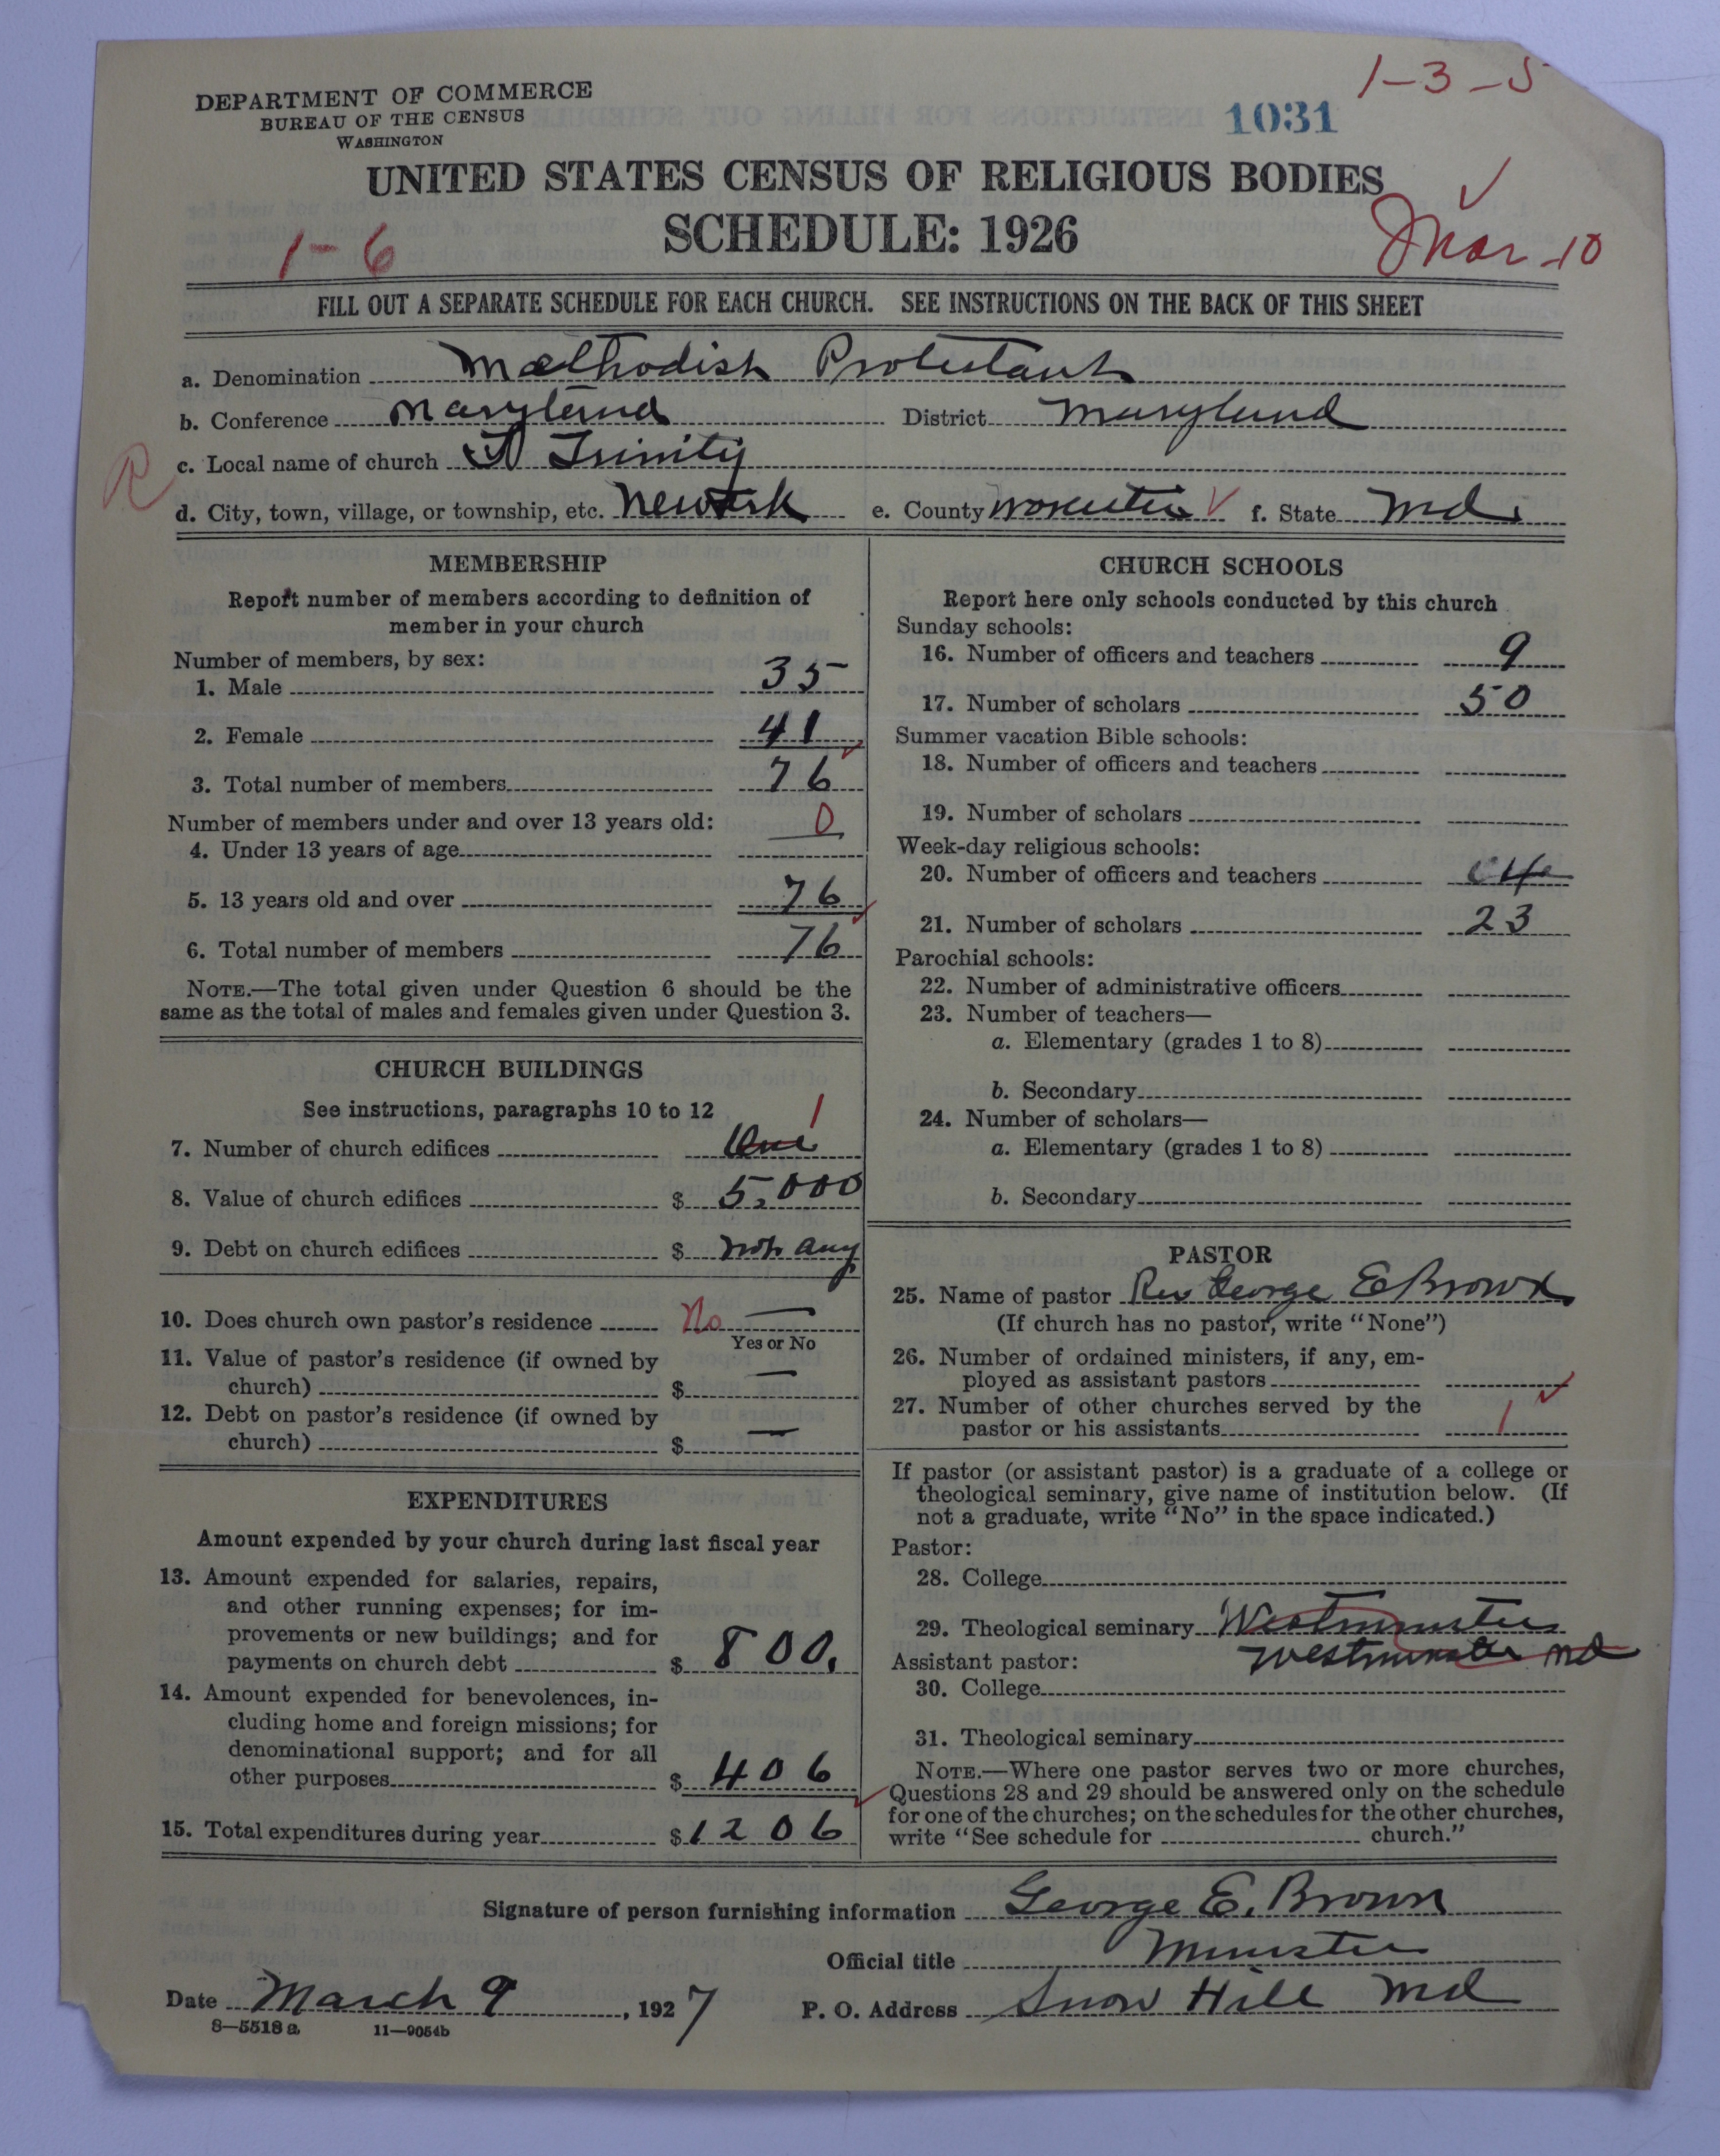 1-3-5
DEPARTMENT OF COMMERCE
BUREAU OF THE CENSUS
WASHINGTON
1031
UNITED STATES CENSUS OF RELIGIOUS BODIES
SCHEDULE: 1926
1-6
Mar 10
FILL OUT A SEPARATE SCHEDULE FOR EACH CHURCH. SEE INSTRUCTIONS ON THE BACK OF THIS SHEET
a. Denomination Methodist Protestant
b. Conference Maryland District Maryland
R
c. Local name of church Trinity
d. City, town, village, or township, etc. Newark e. County Worcester f. State Md.
MEMBERSHIP
Report number of members according to definition of
member in your church
Number of members, by sex:
1. Male 35
2. Female 41
3. Total number of members 76
Number of members under and over 13 years old:
4. Under 13 years of age 0
5. 13 years old and over 76
6. Total number of members 76
NOTE.—The total given under Question 6 should be the
same as the total of males and females given under Question 3.
CHURCH BUILDINGS
See instructions, paragraphs 10 to 12
7. Number of church edifices One 1
8. Value of church edifices $ 5,000
9. Debt on church edifices $ not any
10. Does church own pastor's residence No —
Yes or No
11. Value of pastor's residence (if owned by
church) $ —
12. Debt on pastor's residence (if owned by
church) $ —
EXPENDITURES
Amount expended by your church during last fiscal year
13. Amount expended for salaries, repairs,
and other running expenses; for im-
provements or new buildings; and for
payments on church debt $ 800.
14. Amount expended for benevolences, in-
cluding home and foreign missions; for
denominational support; and for all
other purposes $ 406
15. Total expenditures during year $ 1206
CHURCH SCHOOLS
Report here only schools conducted by this church
Sunday schools:
16. Number of officers and teachers 9
17. Number of scholars 50
Summer vacation Bible schools:
18. Number of officers and teachers
19. Number of scholars
Week-day religious schools:
20. Number of officers and teachers
21. Number of scholars 23
Parochial schools:
22. Number of administrative officers
23. Number of teachers—
a. Elementary (grades 1 to 8)
b. Secondary
24. Number of scholars—
a. Elementary (grades 1 to 8)
b. Secondary
PASTOR
25. Name of pastor Rev George E Brown
(If church has no pastor, write "None")
26. Number of ordained ministers, if any, em-
ployed as assistant pastors
27. Number of other churches served by the
pastor or his assistants 1
If pastor (or assistant pastor) is a graduate of a college or
theological seminary, give name of institution below. (If
not a graduate, write "No" in the space indicated.)
Pastor:
28. College
29. Theological seminary Westminster
Westminster Md
Assistant pastor:
30. College
31. Theological seminary
NOTE.—Where one pastor serves two or more churches,
Questions 28 and 29 should be answered only on the schedule
for one of the churches; on the schedules for the other churches,
write "See schedule for church."
Signature of person furnishing information George E. Brown
Official title Minister
Date March 9, 1927 P. O. Address Snow Hill Md
8—5518 a 11—9054b